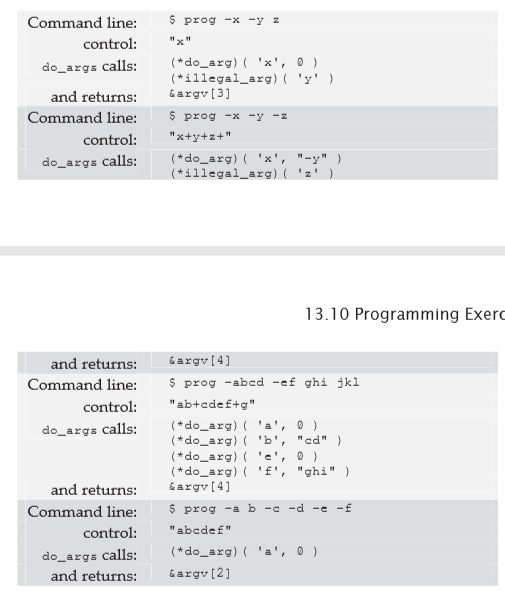 Command line: $ prog -x -y z
control: "x"
do_args calls: (*do_arg)( 'x', 0 )
(*illegal_arg)( 'y' )
and returns: &argv[3]
Command line: $ prog -x -y -z
control: "x+y+z+"
do_args calls: (*do_arg)( 'x', "-y" )
(*illegal_arg)( 'z' )
13.10 Programming Exerc
and returns: &argv[4]
Command line: $ prog -abcd -ef ghi jkl
control: "ab+cdef+g"
do_args calls: (*do_arg)( 'a', 0 )
(*do_arg)( 'b', "cd" )
(*do_arg)( 'e', 0 )
(*do_arg)( 'f', "ghi" )
and returns: &argv[4]
Command line: $ prog -a b -c -d -e -f
control: "abcdef"
do_args calls: (*do_arg)( 'a', 0 )
and returns: &argv[2]